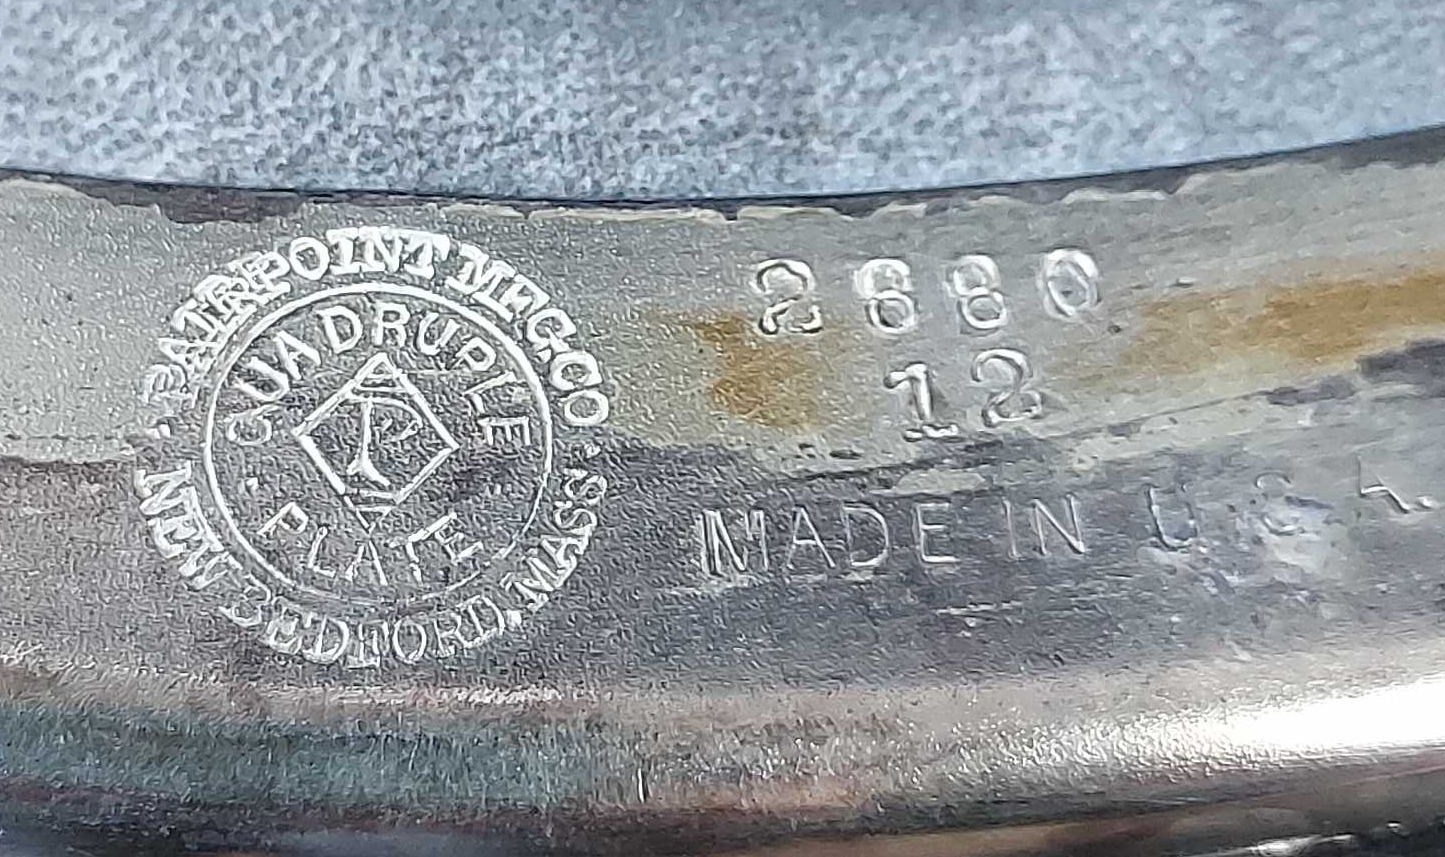 PAIRPOINT MFG.CO.
NEW BEDFORD, MASS
QUADRUPLE
PLATE
P
2680
12
MADE IN U.S.A.